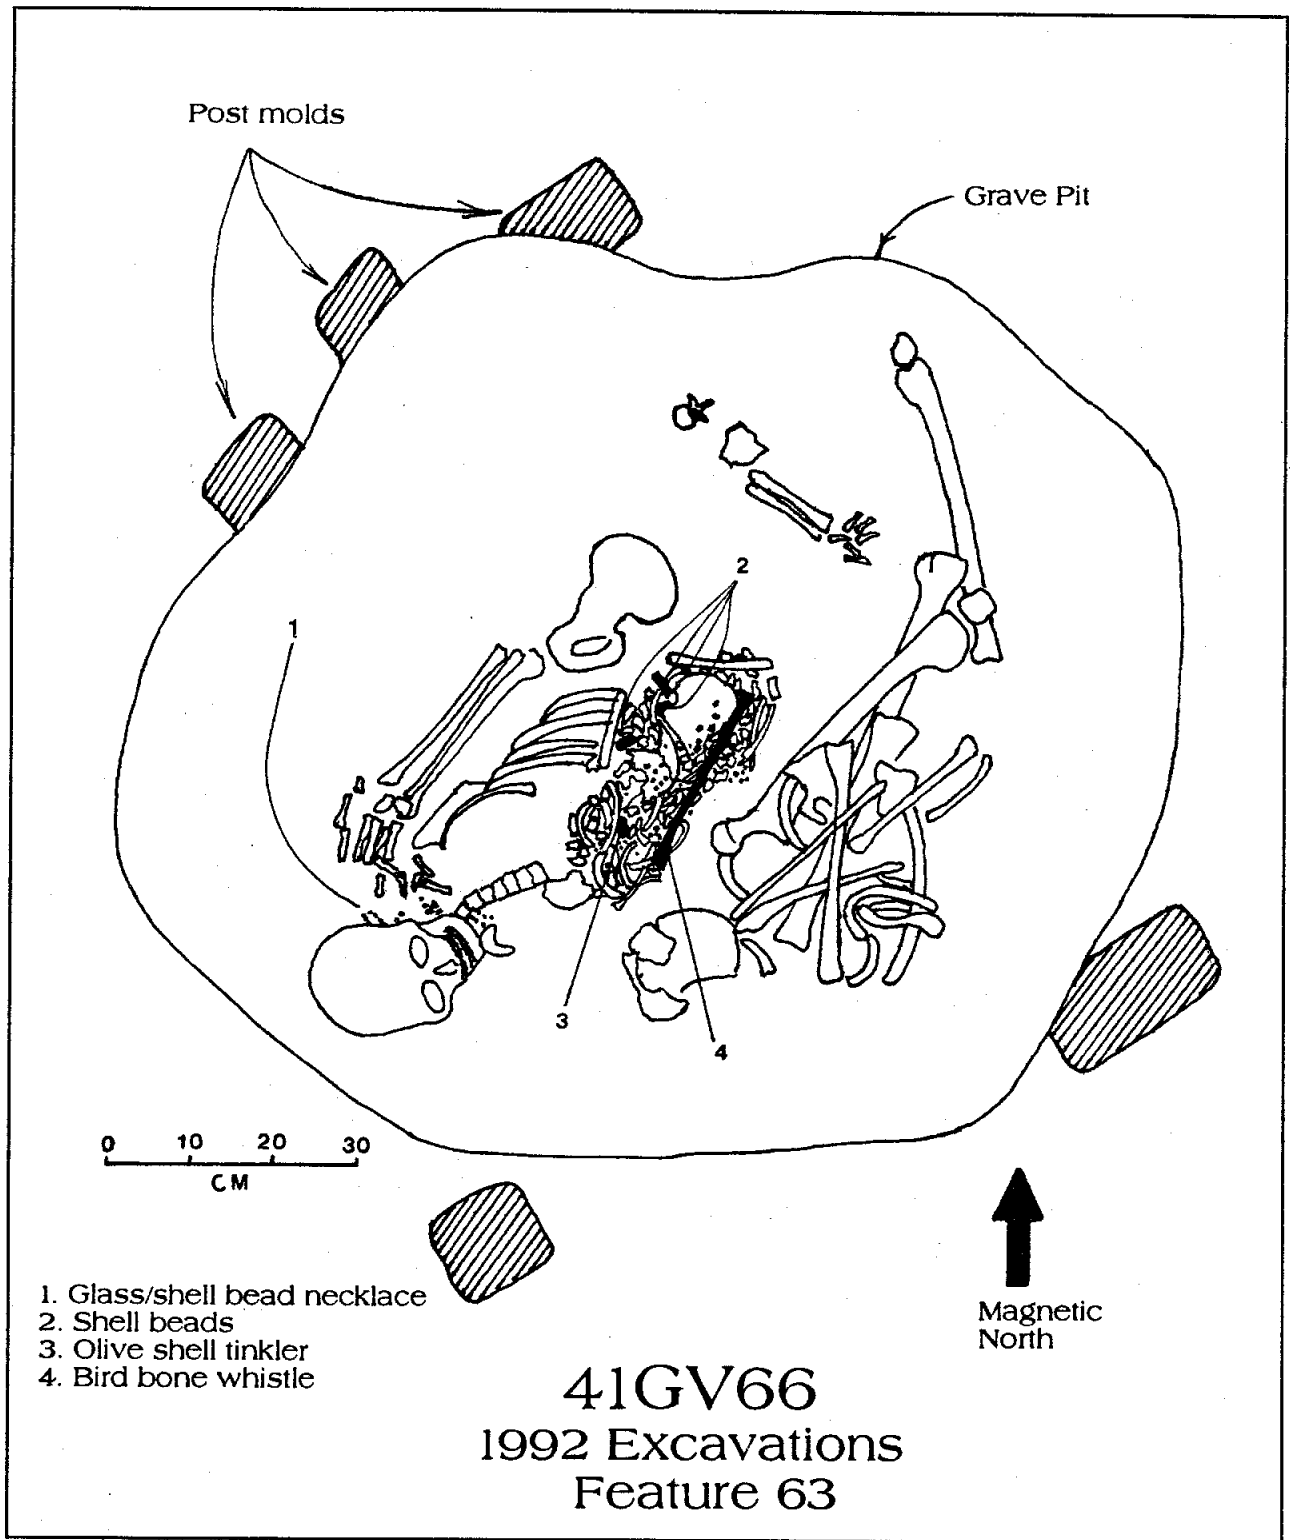 Post molds
Grave Pit
2
1
3
4
0 10 20 30
CM
1. Glass/shell bead necklace
2. Shell beads
3. Olive shell tinkler
4. Bird bone whistle
Magnetic
North
41GV66
1992 Excavations
Feature 63